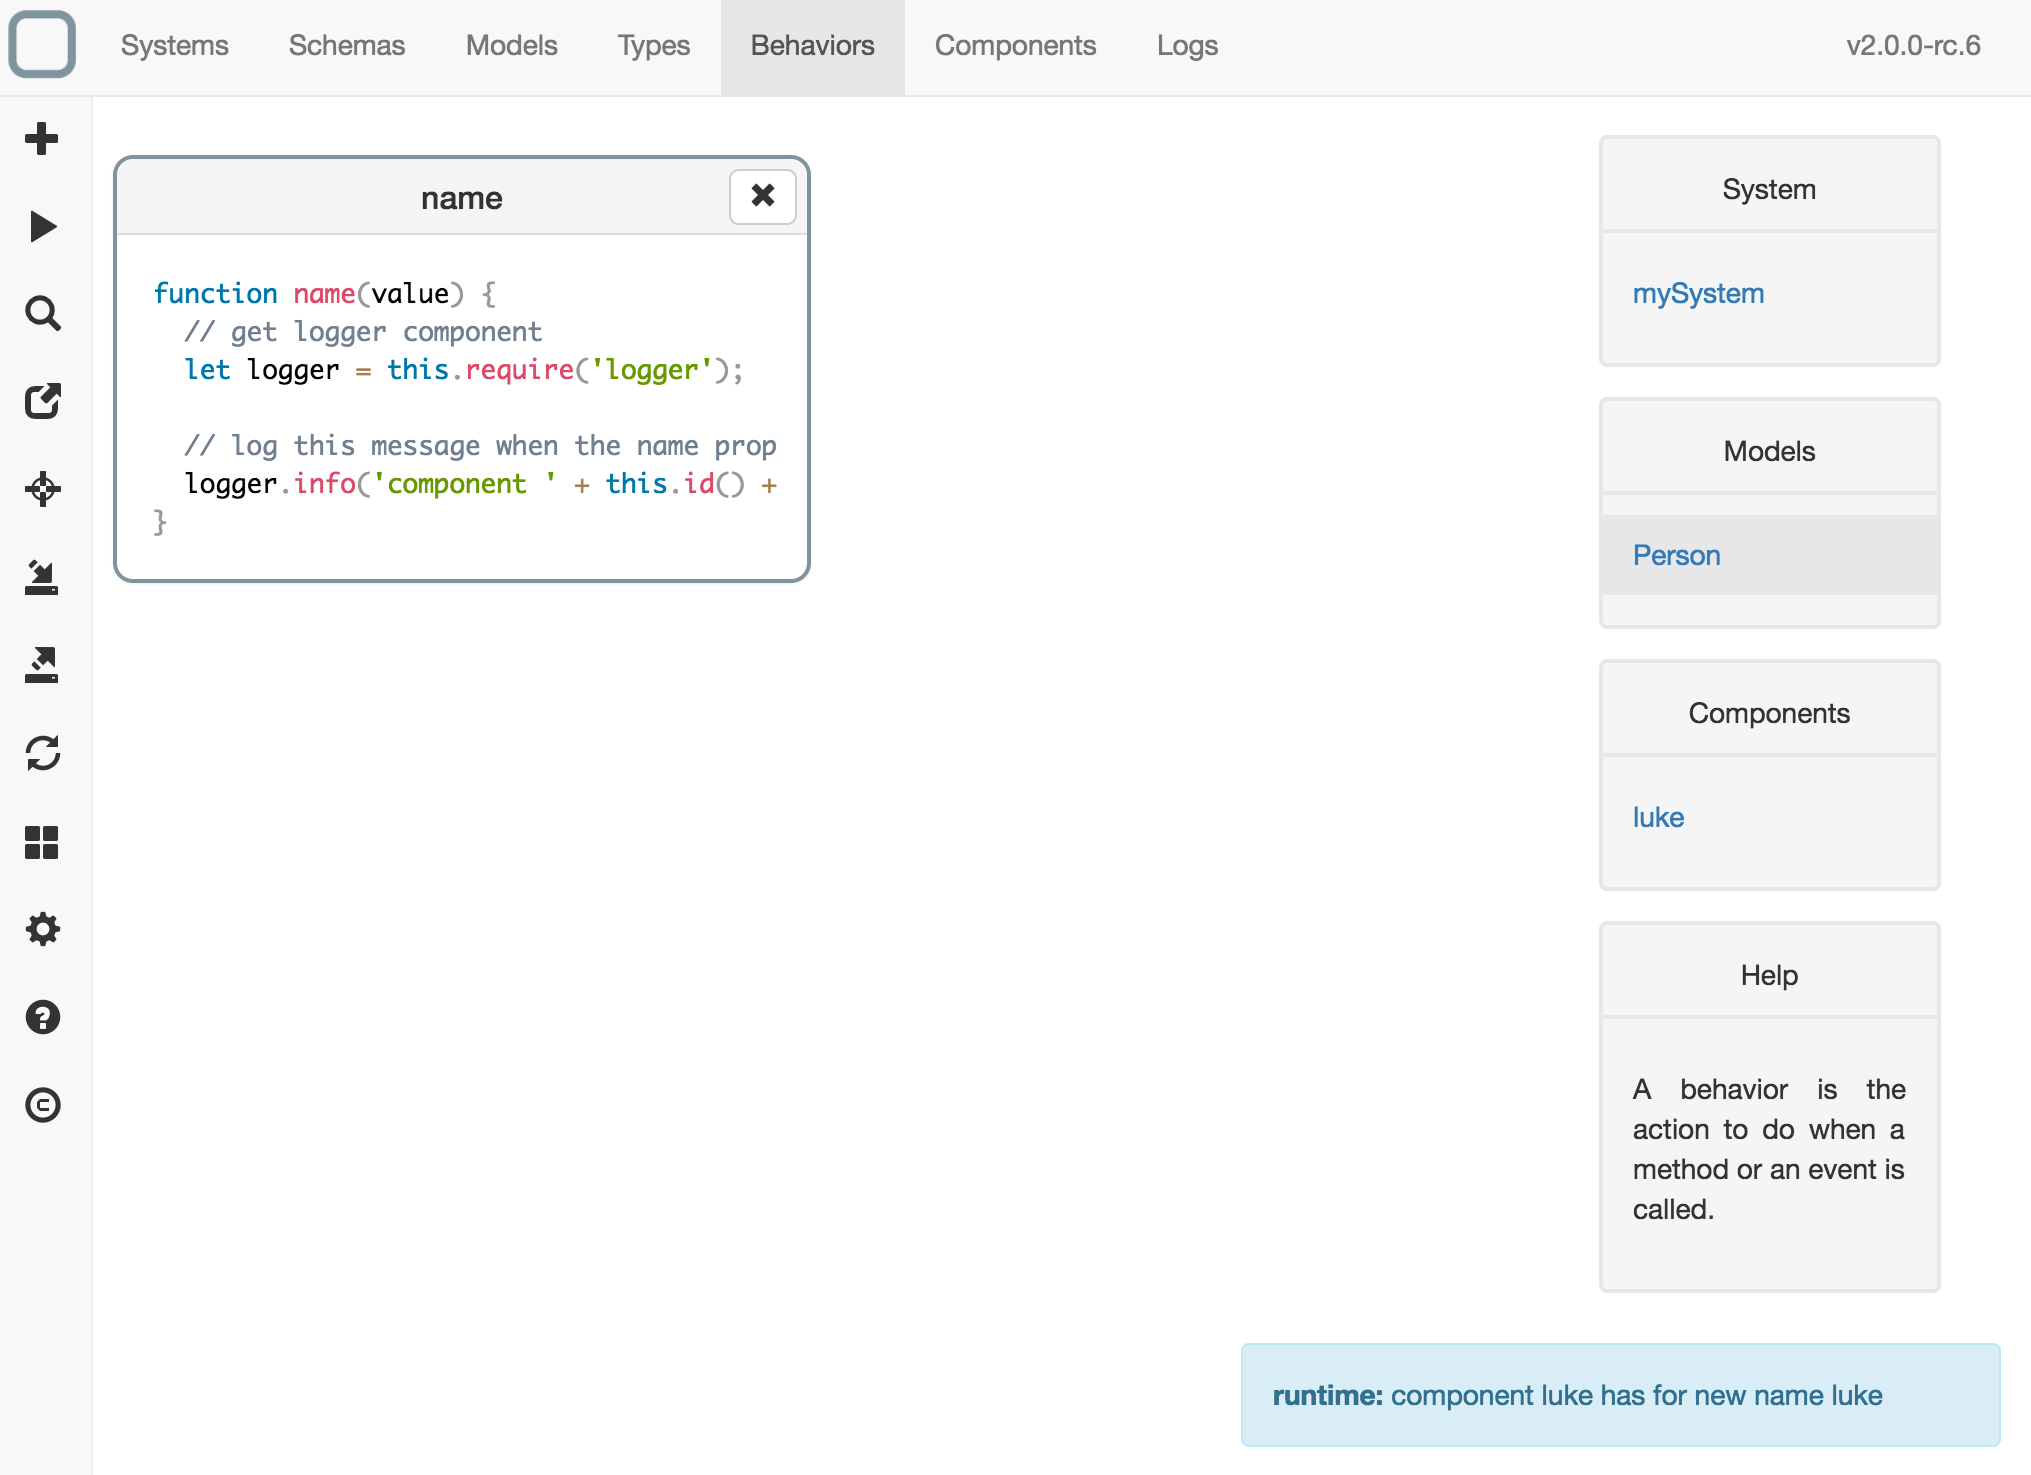 Systems Schemas Models Types Behaviors Components Logs v2.0.0-rc.6
name
function name(value) {
// get logger component
let logger = this.require('logger');
// log this message when the name prop
logger.info('component ' + this.id() +
}
System
mySystem
Models
Person
Components
luke
Help
A behavior is the
action to do when a
method or an event is
called.
runtime: component luke has for new name luke